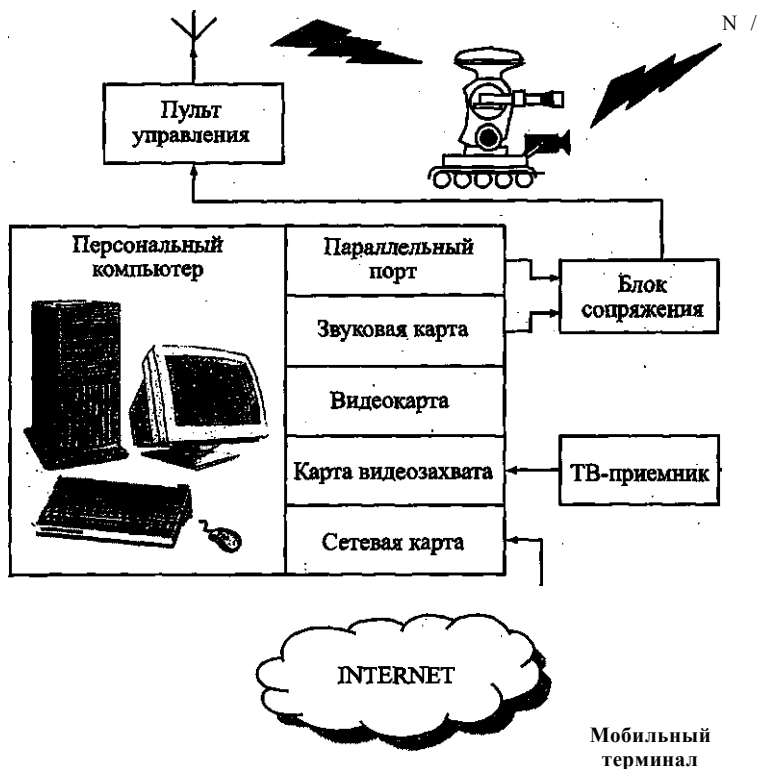 N /
Пульт
управления
Персональный
компьютер
Параллельный
порт
Звуковая карта
Видеокарта
Карта видеозахвата
Сетевая карта
Блок
сопряжения
ТВ-приемник
INTERNET
Мобильный
терминал